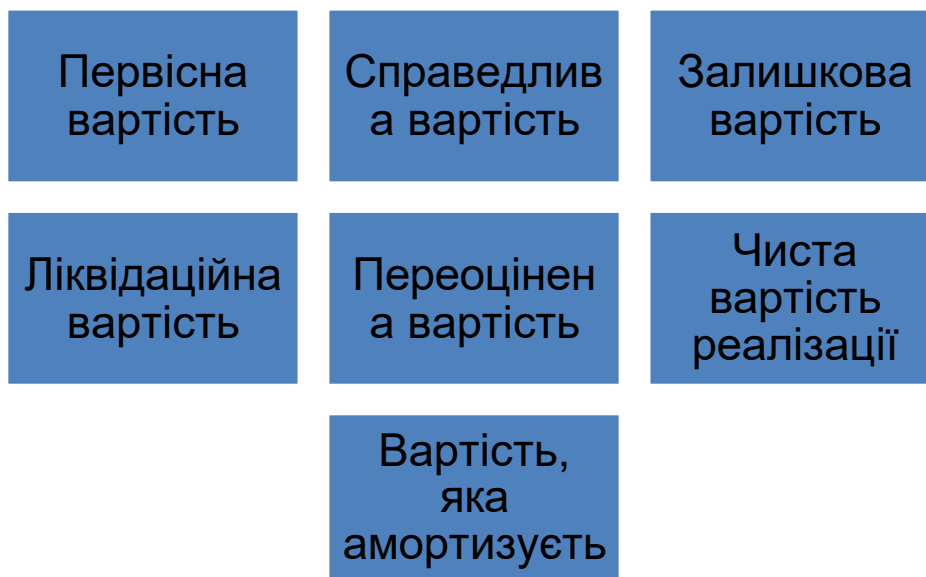 Первісна
вартість
Справедлив
а вартість
Залишкова
вартість
Ліквідаційна
вартість
Переоцінен
а вартість
Чиста
вартість
реалізації
Вартість,
яка
амортизуєть